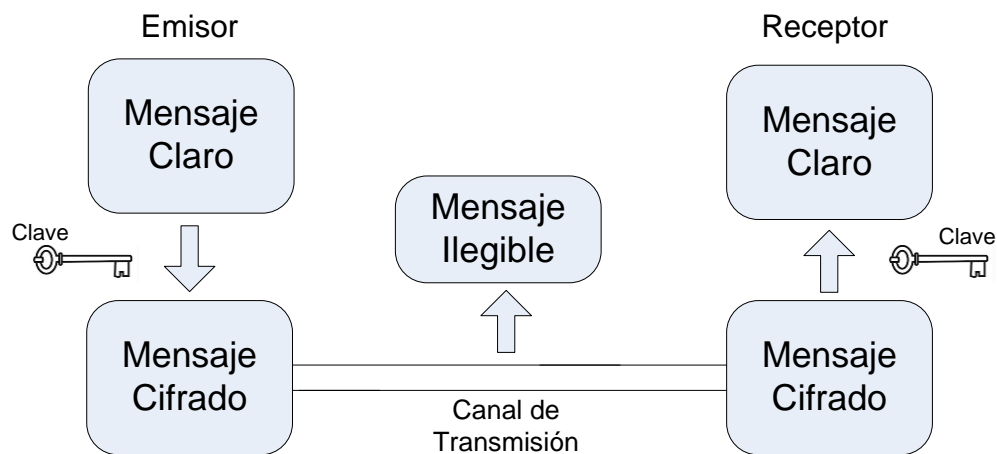 Emisor
Receptor
Mensaje
Claro
Mensaje
Claro
Mensaje
Ilegible
Clave
Clave
Mensaje
Cifrado
Mensaje
Cifrado
Canal de
Transmisión